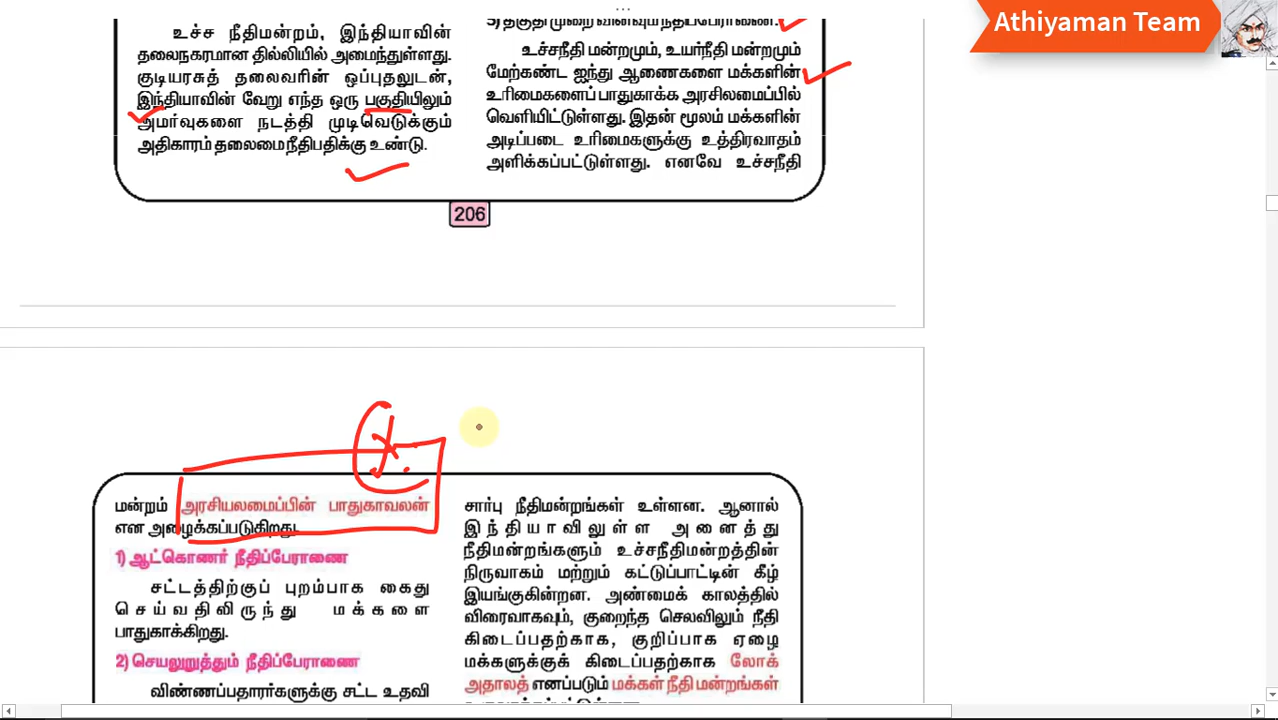 Athiyaman Team
உச்ச நீதிமன்றம், இந்தியாவின்
தலைநகரமான தில்லியில் அமைந்துள்ளது.
குடியரசுத் தலைவரின் ஒப்புதலுடன்,
இந்தியாவின் வேறு எந்த ஒரு பகுதியிலும்
அமர்வுகளை நடத்தி முடிவெடுக்கும்
அதிகாரம் தலைமை நீதிபதிக்கு உண்டு.
5) தகுதி முறை வினவும் நீதிப்பேராணை.
உச்சநீதி மன்றமும், உயர்நீதி மன்றமும்
மேற்கண்ட ஐந்து ஆணைகளை மக்களின்
உரிமைகளைப் பாதுகாக்க அரசிலமைப்பில்
வெளியிட்டுள்ளது. இதன் மூலம் மக்களின்
அடிப்படை உரிமைகளுக்கு உத்திரவாதம்
அளிக்கப்பட்டுள்ளது. எனவே உச்சநீதி
206
மன்றம் அரசியலமைப்பின் பாதுகாவலன்
என அழைக்கப்படுகிறது.
1) ஆட்கொணர் நீதிப்பேராணை
சட்டத்திற்குப் புறம்பாக கைது
செய்வதிலிருந்து மக்களை
பாதுகாக்கிறது.
2) செயலுறுத்தும் நீதிப்பேராணை
விண்ணப்பதாரர்களுக்கு சட்ட உதவி
சார்பு நீதிமன்றங்கள் உள்ளன. ஆனால்
இந்தியாவிலுள்ள அனைத்து
நீதிமன்றங்களும் உச்சநீதிமன்றத்தின்
நிருவாகம் மற்றும் கட்டுப்பாட்டின் கீழ்
இயங்குகின்றன. அண்மைக் காலத்தில்
விரைவாகவும், குறைந்த செலவிலும் நீதி
கிடைப்பதற்காக, குறிப்பாக ஏழை
மக்களுக்குக் கிடைப்பதற்காக லோக்
அதாலத் எனப்படும் மக்கள் நீதி மன்றங்கள்